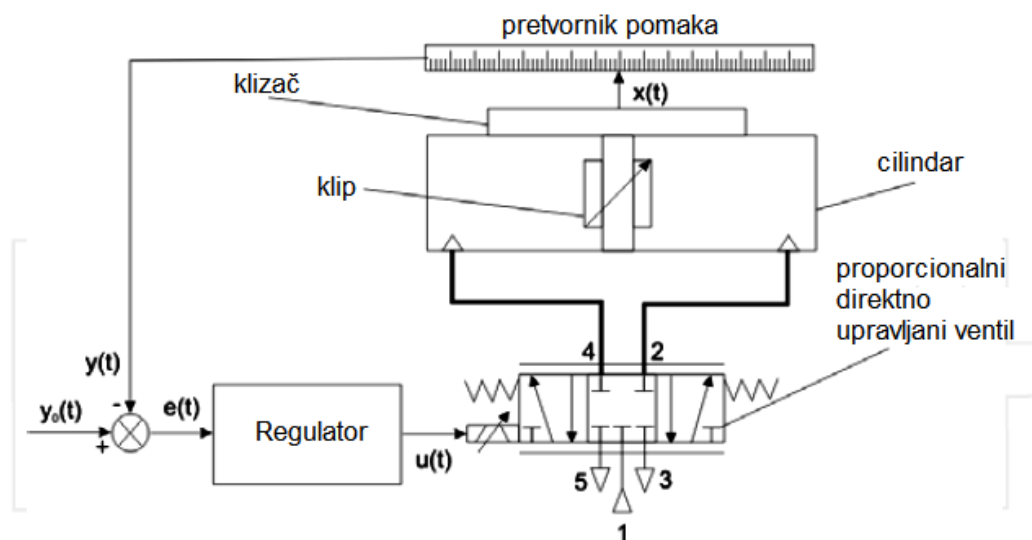 pretvornik pomaka
klizač
x(t)
klip
cilindar
proporcionalni
direktno
upravljani ventil
4
2
y(t)
y₀(t)
-
+
e(t)
Regulator
u(t)
5
3
1